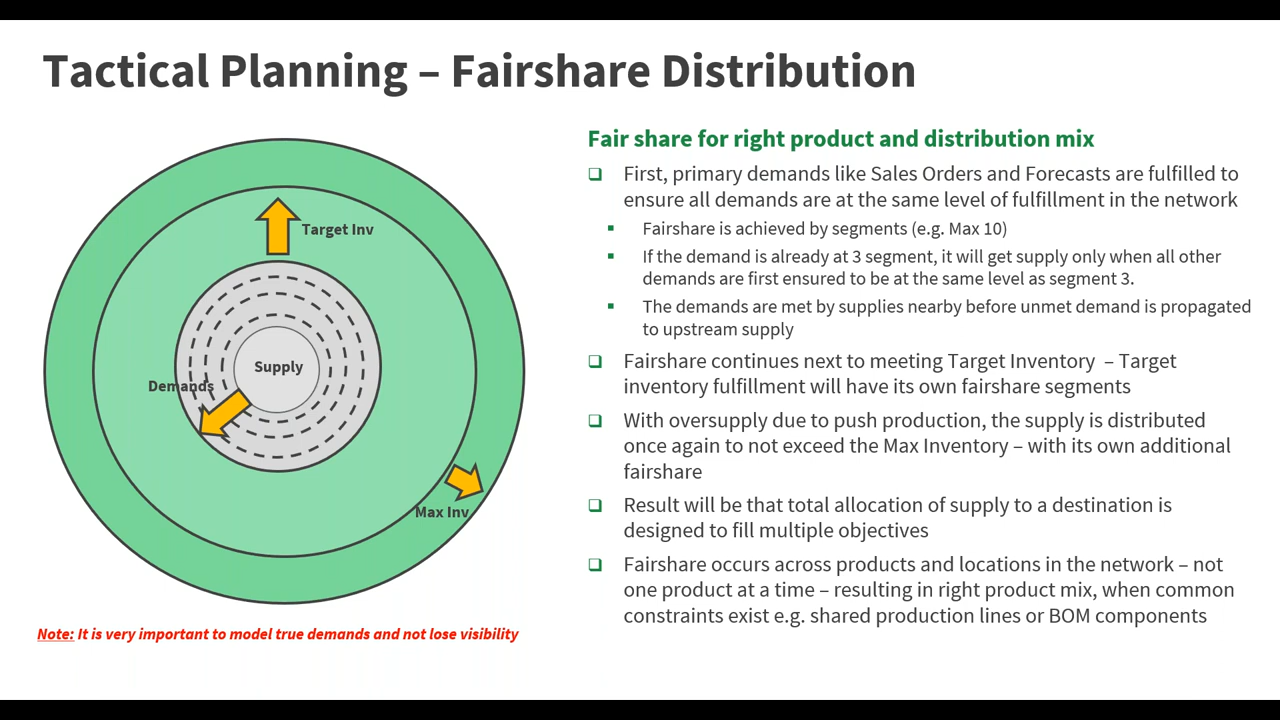 Tactical Planning – Fairshare Distribution
Target Inv
Supply
Demands
Max Inv
Note: It is very important to model true demands and not lose visibility
Fair share for right product and distribution mix
First, primary demands like Sales Orders and Forecasts are fulfilled to
ensure all demands are at the same level of fulfillment in the network
Fairshare is achieved by segments (e.g. Max 10)
If the demand is already at 3 segment, it will get supply only when all other
demands are first ensured to be at the same level as segment 3.
The demands are met by supplies nearby before unmet demand is propagated
to upstream supply
Fairshare continues next to meeting Target Inventory – Target
inventory fulfillment will have its own fairshare segments
With oversupply due to push production, the supply is distributed
once again to not exceed the Max Inventory – with its own additional
fairshare
Result will be that total allocation of supply to a destination is
designed to fill multiple objectives
Fairshare occurs across products and locations in the network – not
one product at a time – resulting in right product mix, when common
constraints exist e.g. shared production lines or BOM components